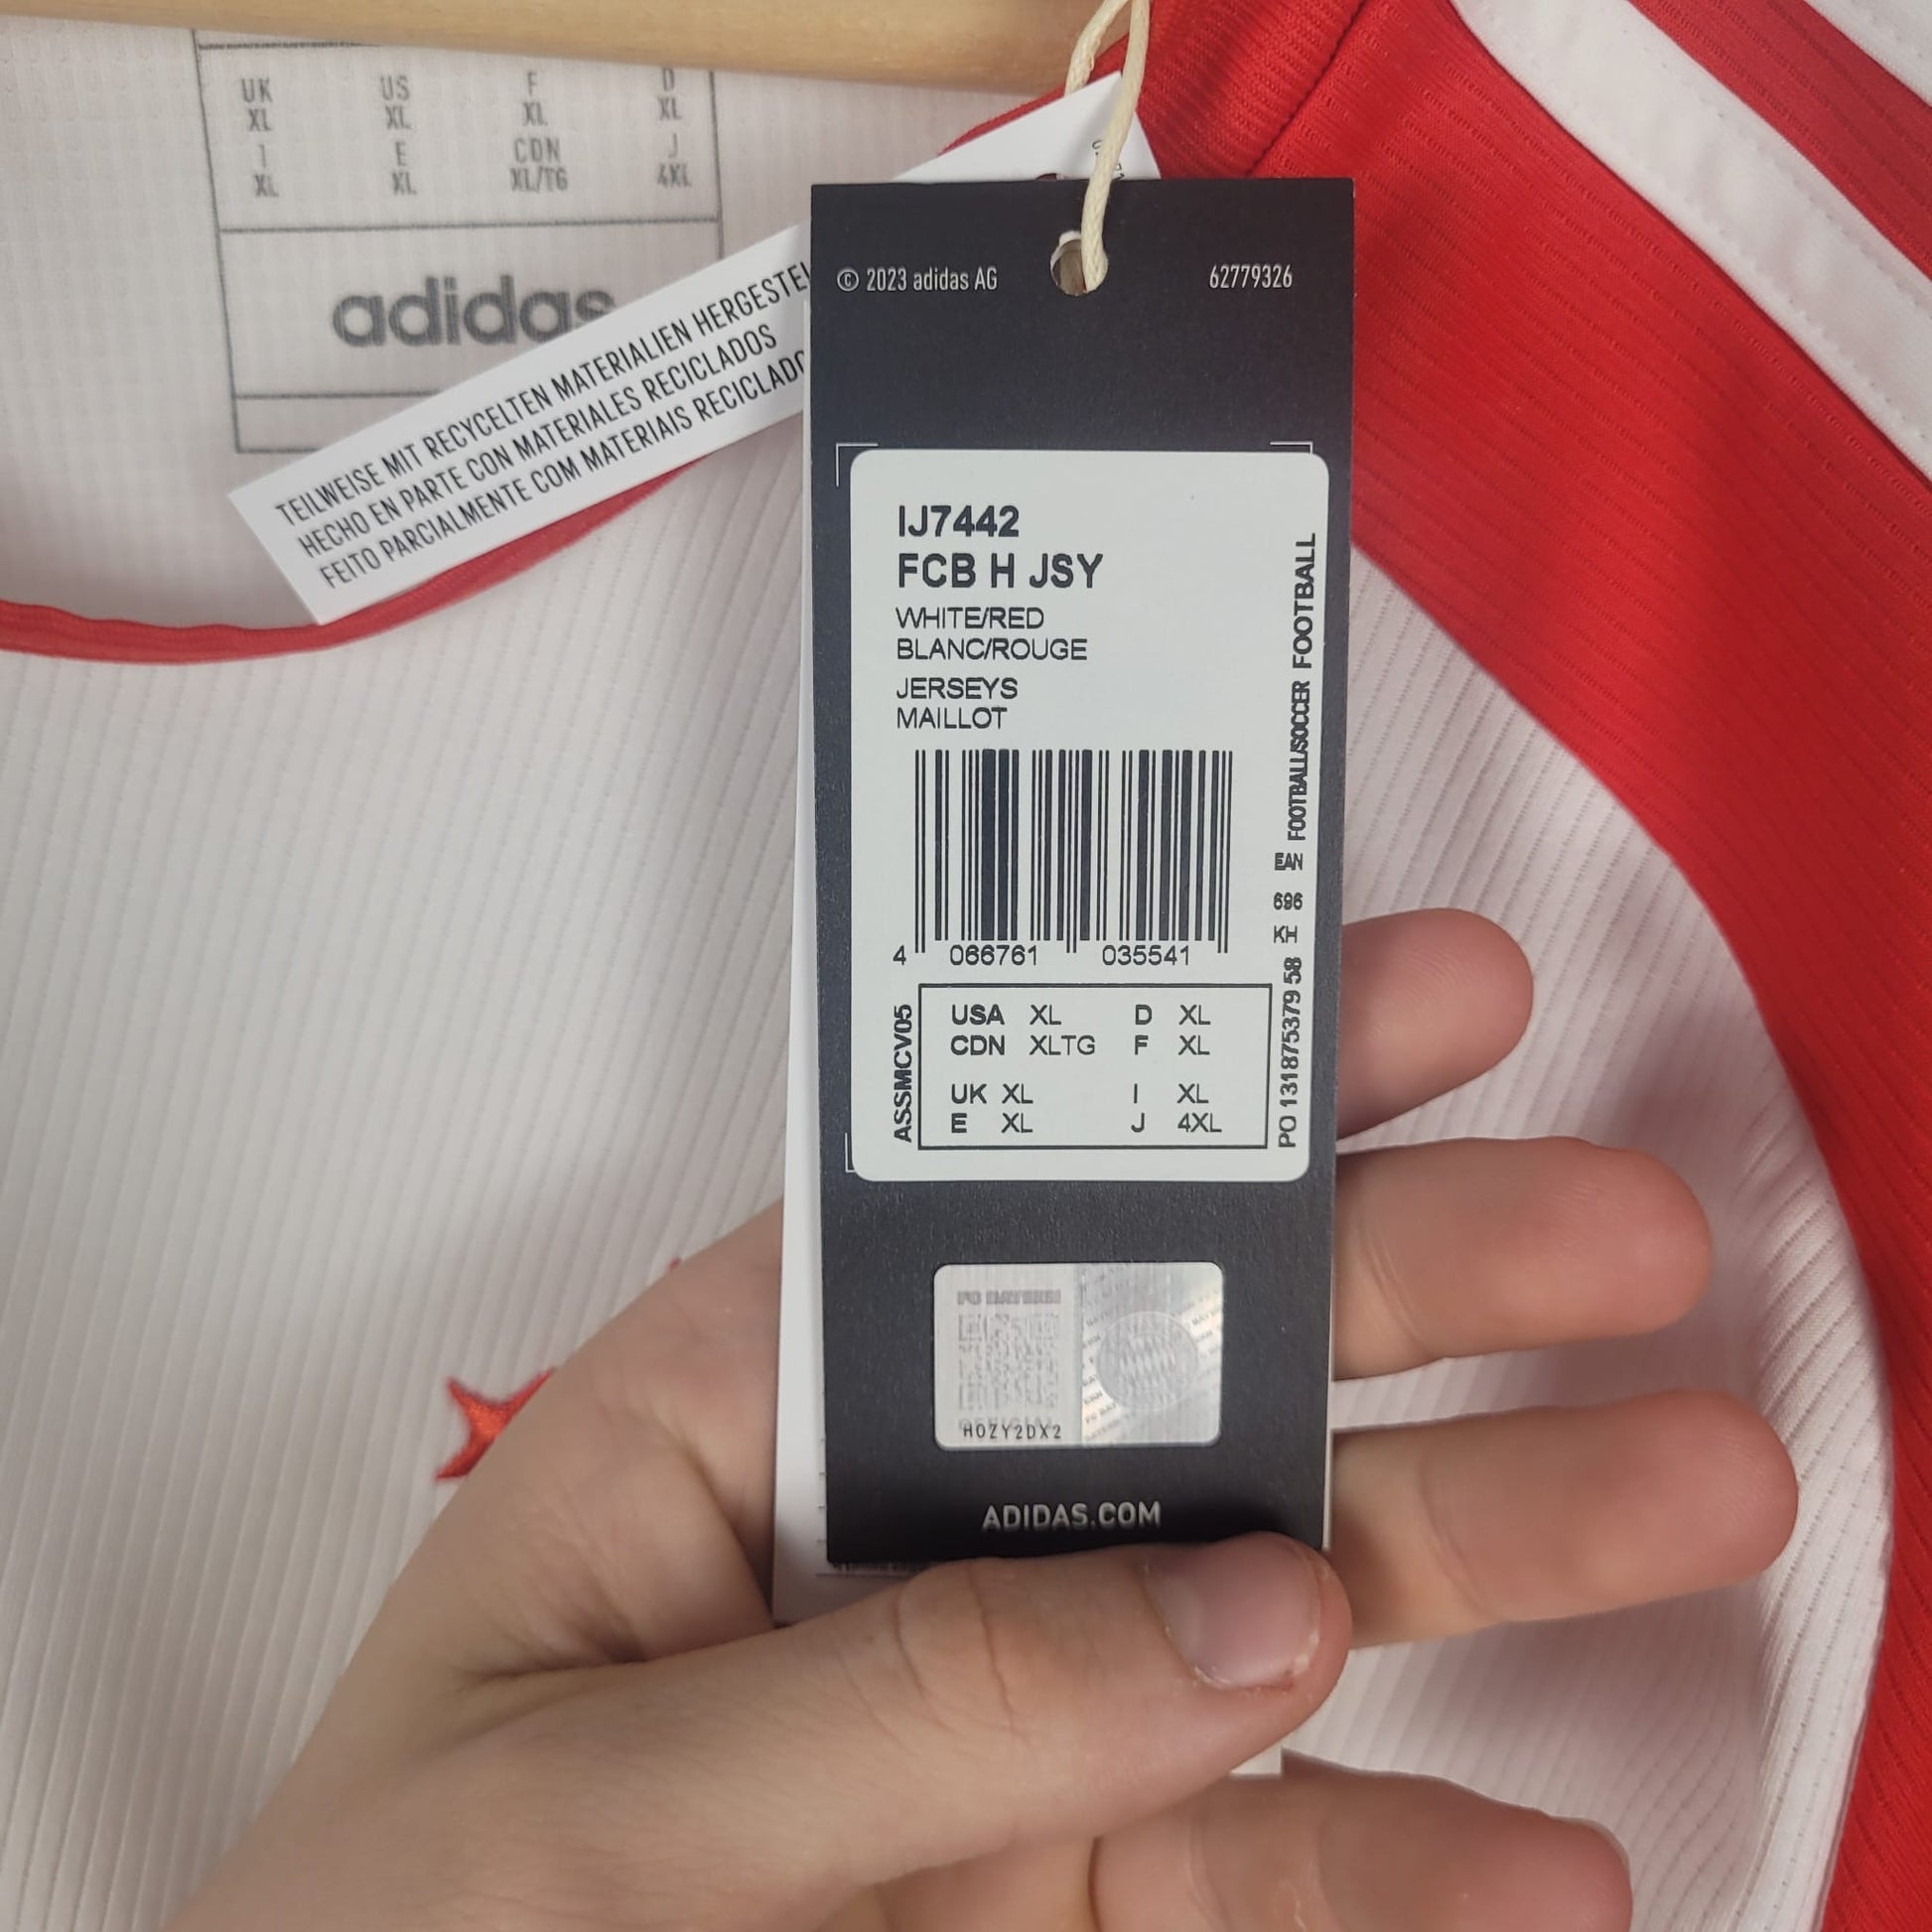 UK US F D
XL XL XL XL
I E CDN J
XL XL XL/TG 4XL
adidas
TEILWEISE MIT RECYCELTEN MATERIALIEN
HECHO EN PARTE CON MATERIALES RECICLADOS
FEITO PARCIALMENTE COM MATERIAIS
© 2023 adidas AG 62779326
IJ7442
FCB H JSY
WHITE/RED
BLANC/ROUGE
JERSEYS
MAILLOT
4 066761 035541
USA XL D XL
CDN XLTG F XL
UK XL I XL
E XL J 4XL
ASSMCV05
PO 131875379 58 KH 696 EAN FOOTBALL/SOCCER FOOTBALL
FC BAYERN
H0ZY2DX2
ADIDAS.COM